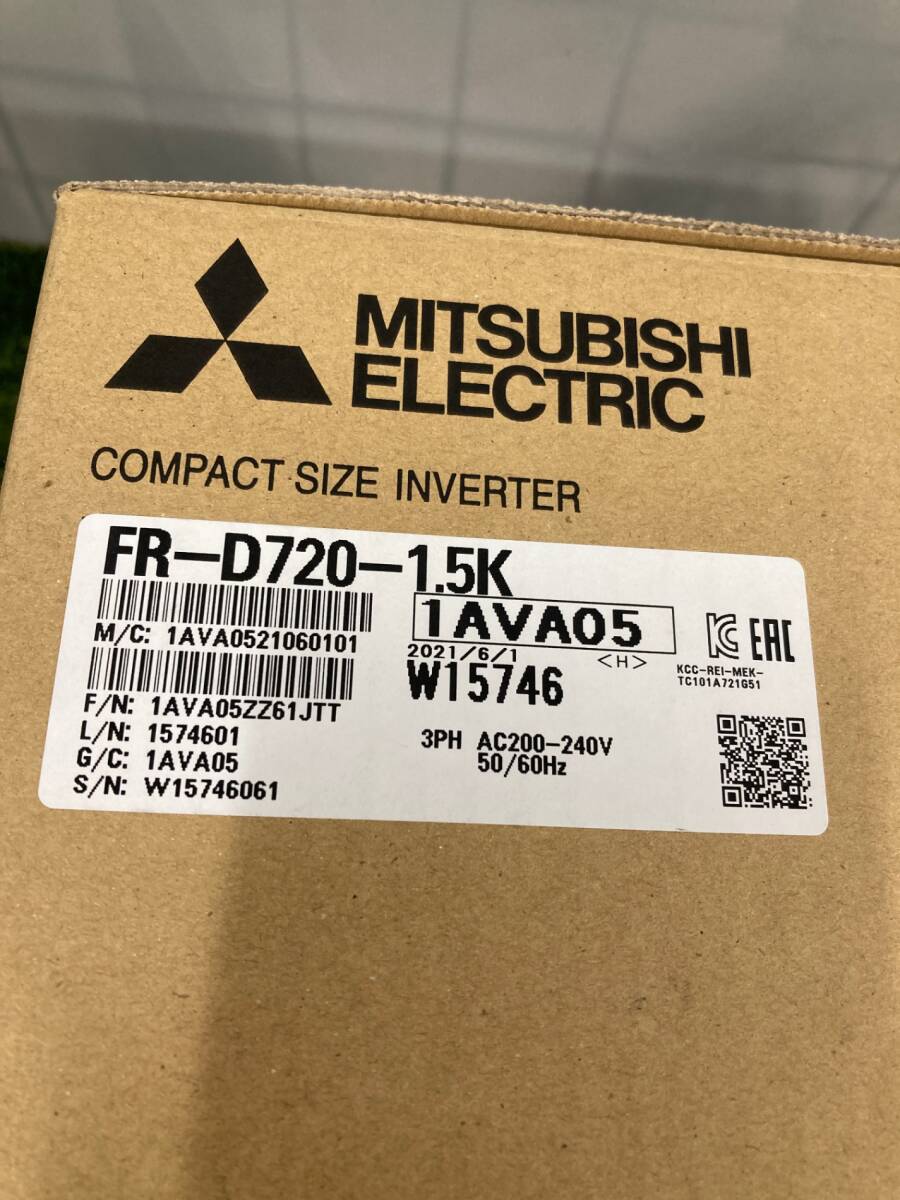 MITSUBISHI
ELECTRIC
COMPACT SIZE INVERTER
FR-D720-1.5K
1AVA05
M/C: 1AVA0521060101
2021/6/1
<H>
W15746
KCC-REI-MEK-
TC101A721G51
EAC
F/N: 1AVA05ZZ61JTT
L/N: 1574601
G/C: 1AVA05
S/N: W15746061
3PH AC200-240V
50/60Hz